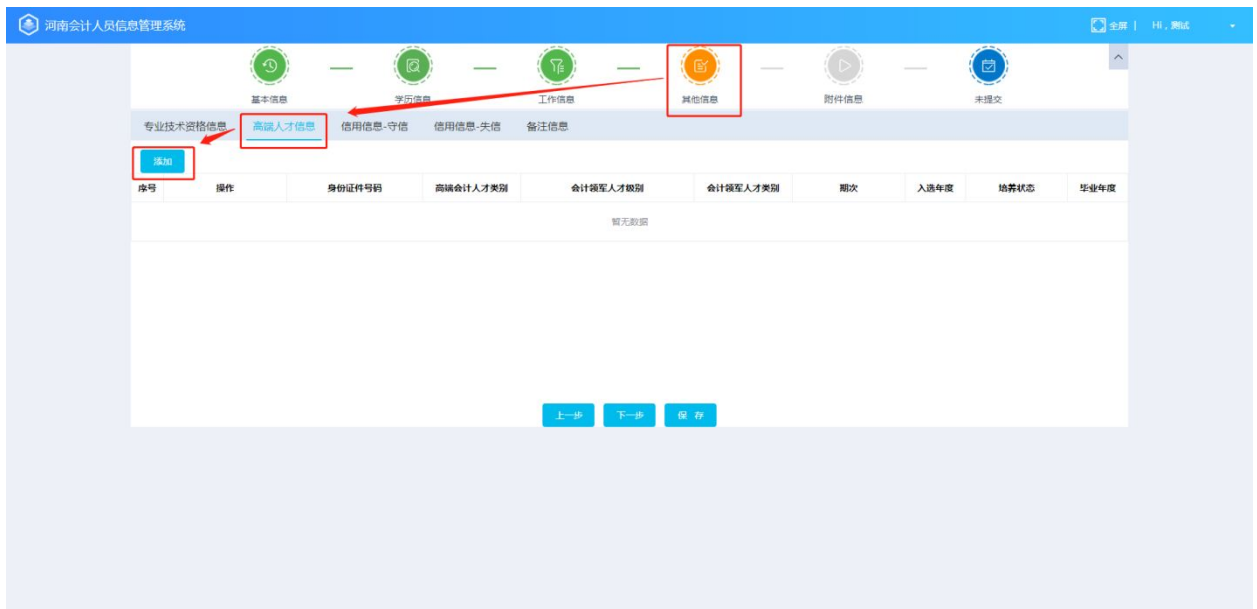 河南会计人员信息管理系统
全屏 | Hi , 测试
基本信息 学历信息 工作信息 其他信息 附件信息 未提交
专业技术资格信息 高端人才信息 信用信息-守信 信用信息-失信 备注信息
添加
序号 操作 身份证件号码 高端会计人才类别 会计领军人才级别 会计领军人才类别 期次 入选年度 培养状态 毕业年度
暂无数据
上一步 下一步 保 存